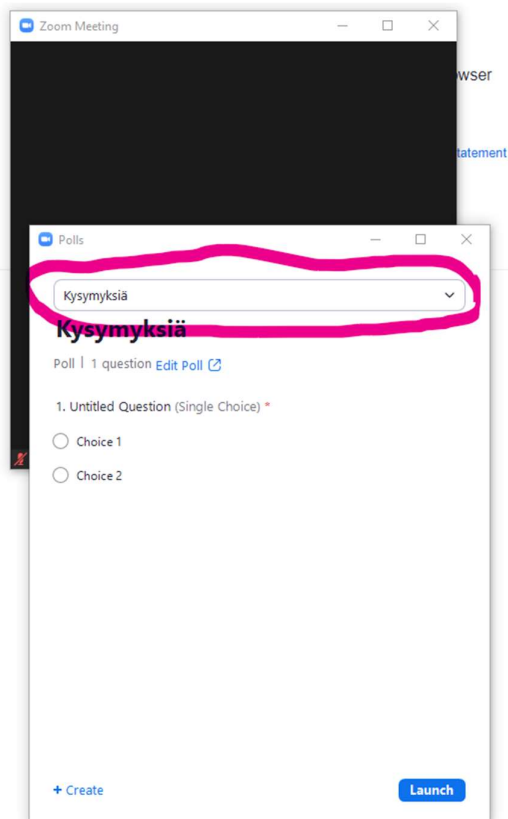 Zoom Meeting
wser
tatement
Polls
Kysymyksiä
Kysymyksiä
Poll | 1 question Edit Poll
1. Untitled Question (Single Choice) *
Choice 1
Choice 2
+ Create
Launch